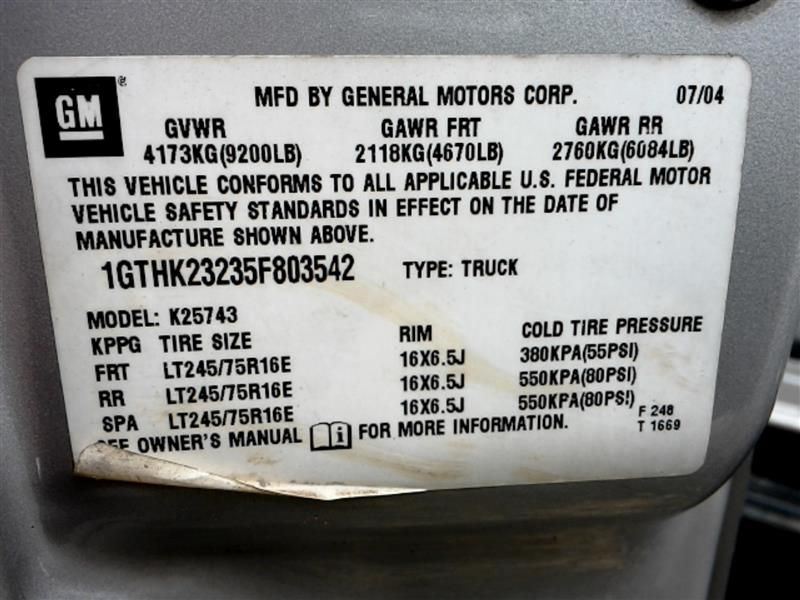 GM ®
MFD BY GENERAL MOTORS CORP. 07/04
GVWR GAWR FRT GAWR RR
4173KG(9200LB) 2118KG(4670LB) 2760KG(6084LB)
THIS VEHICLE CONFORMS TO ALL APPLICABLE U.S. FEDERAL MOTOR
VEHICLE SAFETY STANDARDS IN EFFECT ON THE DATE OF
MANUFACTURE SHOWN ABOVE.
1GTHK23235F803542 TYPE: TRUCK
MODEL: K25743
KPPG TIRE SIZE RIM COLD TIRE PRESSURE
FRT LT245/75R16E 16X6.5J 380KPA(55PSI)
RR LT245/75R16E 16X6.5J 550KPA(80PSI)
SPA LT245/75R16E 16X6.5J 550KPA(80PSI)
SEE OWNER'S MANUAL i FOR MORE INFORMATION.
F 248
T 1669